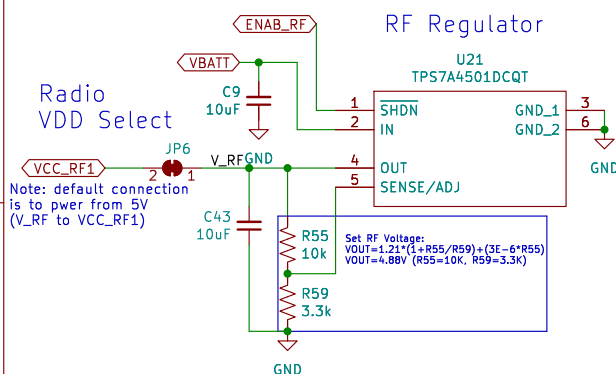 RF Regulator
ENAB_RF
U21
TPS7A4501DCQT
VBATT
Radio
VDD Select
C9
10uF
GND
1
SHDN
2
IN
GND_1
3
GND_2
6
GND
JP6
VCC_RF1
2
1
V_RF
4
OUT
5
SENSE/ADJ
Note: default connection
is to pwer from 5V
(V_RF to VCC_RF1)
C43
10uF
R55
10k
Set RF Voltage:
VOUT=1.21*(1+R55/R59)+(3E-6*R55)
VOUT=4.88V (R55=10K, R59=3.3K)
R59
3.3k
GND